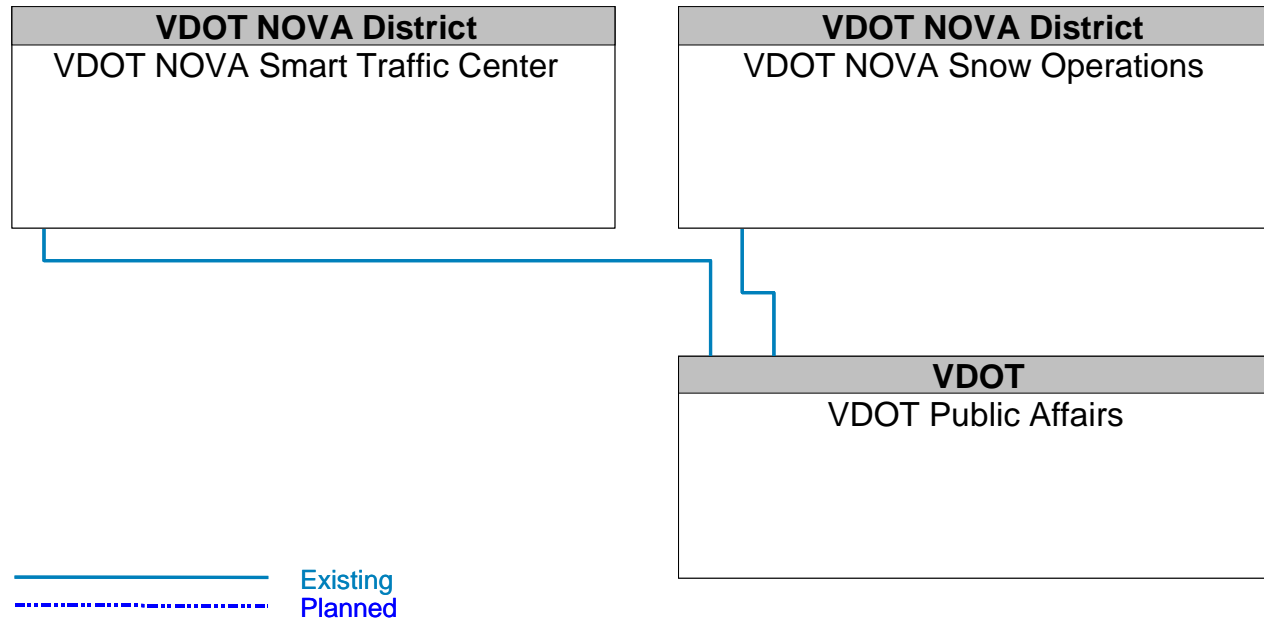 VDOT NOVA District
VDOT NOVA Smart Traffic Center
VDOT NOVA District
VDOT NOVA Snow Operations
VDOT
VDOT Public Affairs
Existing
Planned